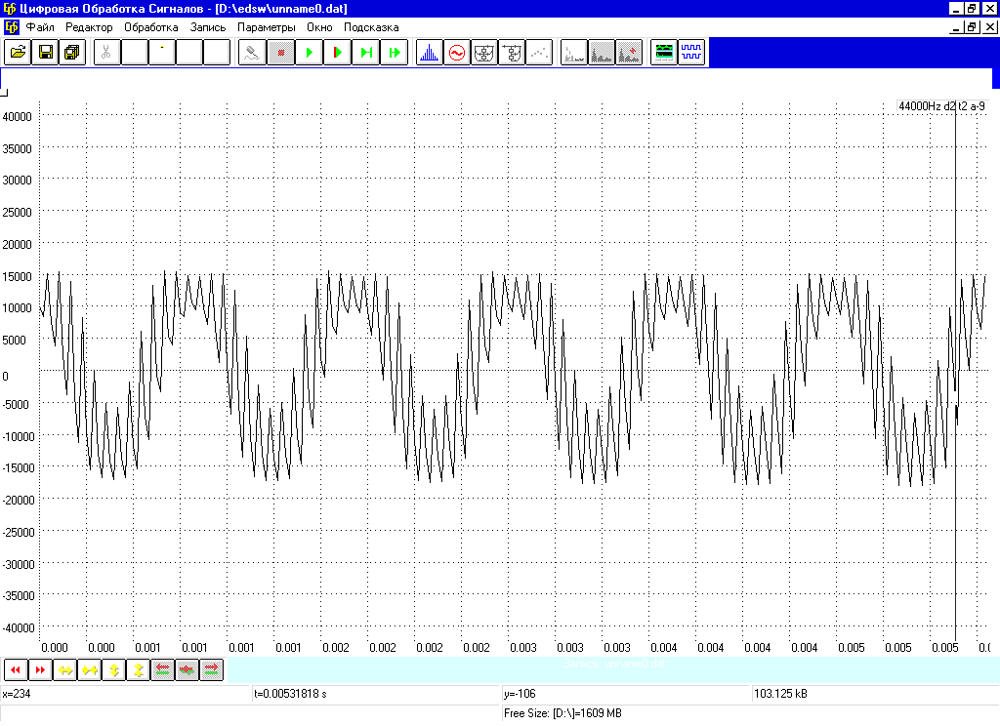 Цифровая Обработка Сигналов - [D:\edsw\unname0.dat]
Файл Редактор Обработка Запись Параметры Окно Подсказка
44000Hz d2 t2 a-9
40000
35000
30000
25000
20000
15000
10000
5000
0
-5000
-10000
-15000
-20000
-25000
-30000
-35000
-40000
0.000 0.000 0.001 0.001 0.001 0.001 0.002 0.002 0.002 0.002 0.003 0.003 0.003 0.004 0.004 0.004 0.004 0.005 0.005 0.005
Запись: unname0.dat
x=234 t=0.00531818 s y=-106 103.125 kB
Free Size: [D:\]=1609 MB